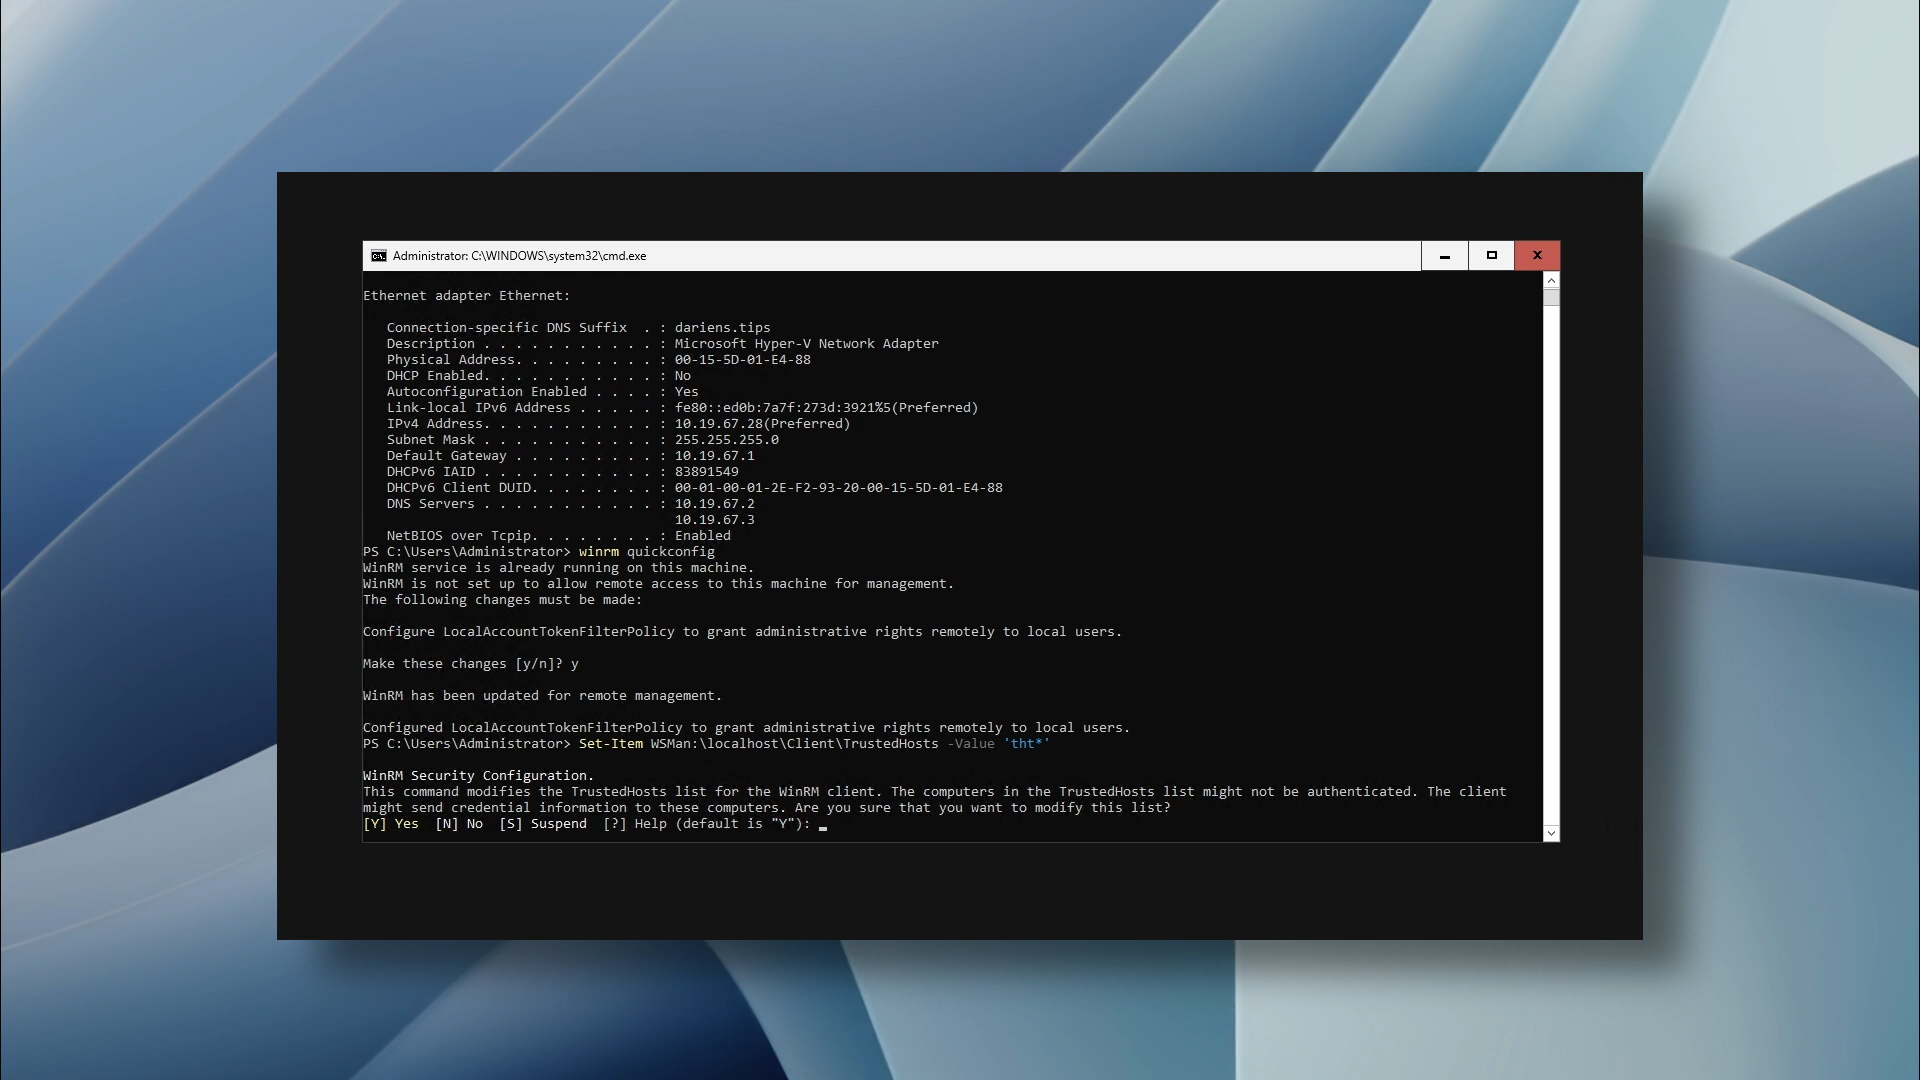 Administrator: C:\WINDOWS\system32\cmd.exe
Ethernet adapter Ethernet:
Connection-specific DNS Suffix  . : dariens.tips
Description . . . . . . . . . . . : Microsoft Hyper-V Network Adapter
Physical Address. . . . . . . . . : 00-15-5D-01-E4-88
DHCP Enabled. . . . . . . . . . . : No
Autoconfiguration Enabled . . . . : Yes
Link-local IPv6 Address . . . . . : fe80::ed0b:7a7f:273d:3921%5(Preferred)
IPv4 Address. . . . . . . . . . . : 10.19.67.28(Preferred)
Subnet Mask . . . . . . . . . . . : 255.255.255.0
Default Gateway . . . . . . . . . : 10.19.67.1
DHCPv6 IAID . . . . . . . . . . . : 83891549
DHCPv6 Client DUID. . . . . . . . : 00-01-00-01-2E-F2-93-20-00-15-5D-01-E4-88
DNS Servers . . . . . . . . . . . : 10.19.67.2
10.19.67.3
NetBIOS over Tcpip. . . . . . . . : Enabled
PS C:\Users\Administrator> winrm quickconfig
WinRM service is already running on this machine.
WinRM is not set up to allow remote access to this machine for management.
The following changes must be made:
Configure LocalAccountTokenFilterPolicy to grant administrative rights remotely to local users.
Make these changes [y/n]? y
WinRM has been updated for remote management.
Configured LocalAccountTokenFilterPolicy to grant administrative rights remotely to local users.
PS C:\Users\Administrator> Set-Item WSMan:\localhost\Client\TrustedHosts -Value 'tht*'
WinRM Security Configuration.
This command modifies the TrustedHosts list for the WinRM client. The computers in the TrustedHosts list might not be authenticated. The client
might send credential information to these computers. Are you sure that you want to modify this list?
[Y] Yes  [N] No  [S] Suspend  [?] Help (default is "Y"):